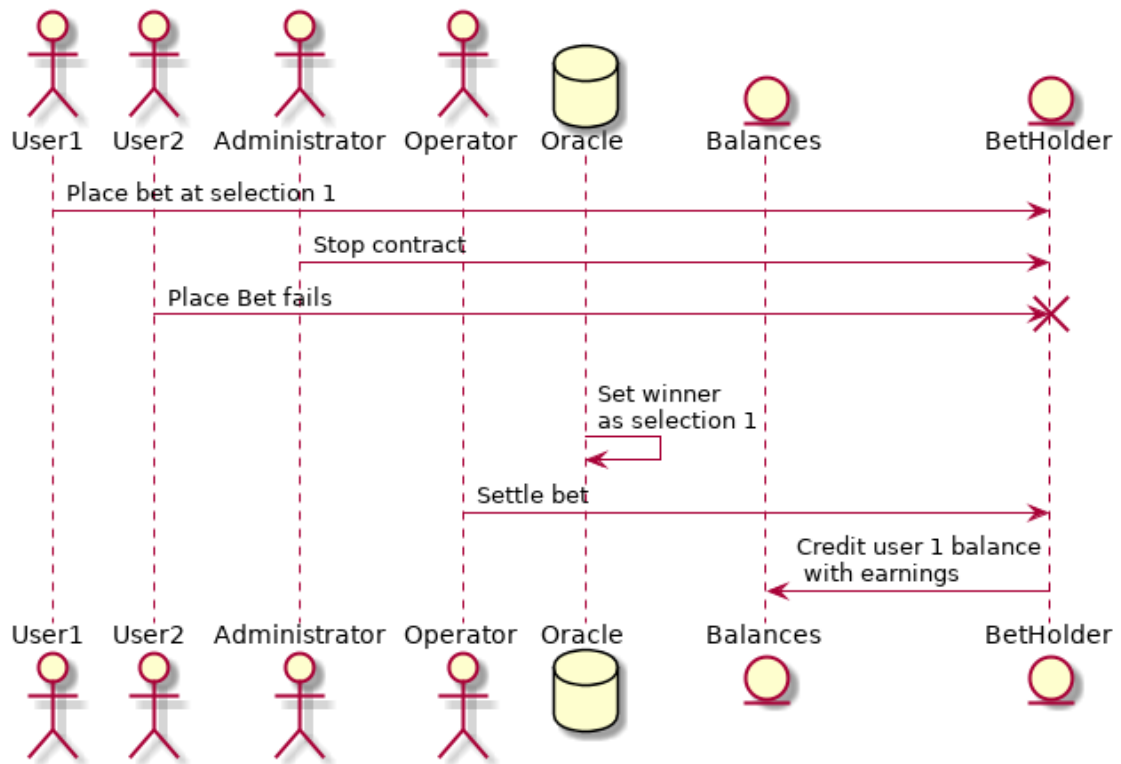 User1 User2 Administrator Operator Oracle Balances BetHolder
Place bet at selection 1
Stop contract
Place Bet fails
Set winner
as selection 1
Settle bet
Credit user 1 balance
with earnings
User1 User2 Administrator Operator Oracle Balances BetHolder